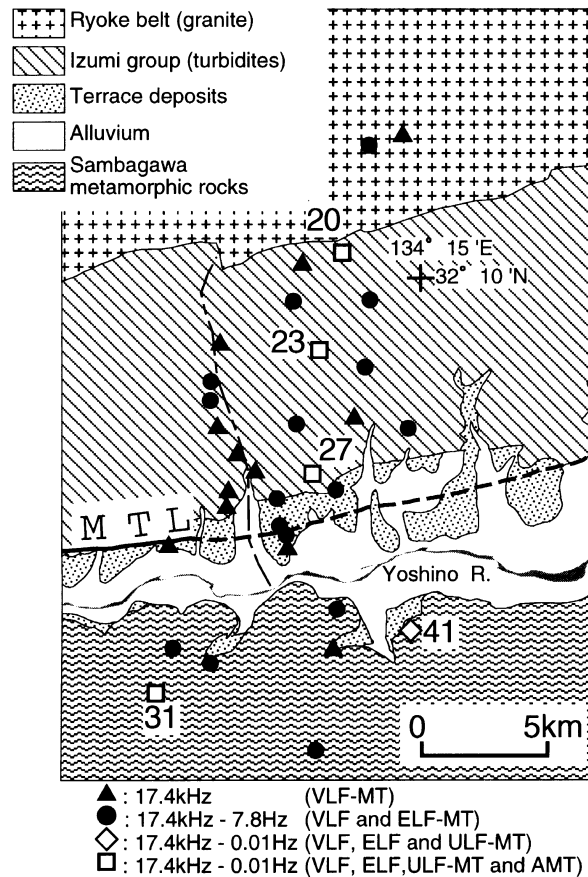 Ryoke belt (granite)
Izumi group (turbidites)
Terrace deposits
Alluvium
Sambagawa
metamorphic rocks
20
134° 15 'E
32° 10 'N
23
27
M T L
Yoshino R.
41
31
0 5km
: 17.4kHz (VLF-MT)
: 17.4kHz - 7.8Hz (VLF and ELF-MT)
: 17.4kHz - 0.01Hz (VLF, ELF and ULF-MT)
: 17.4kHz - 0.01Hz (VLF, ELF,ULF-MT and AMT)